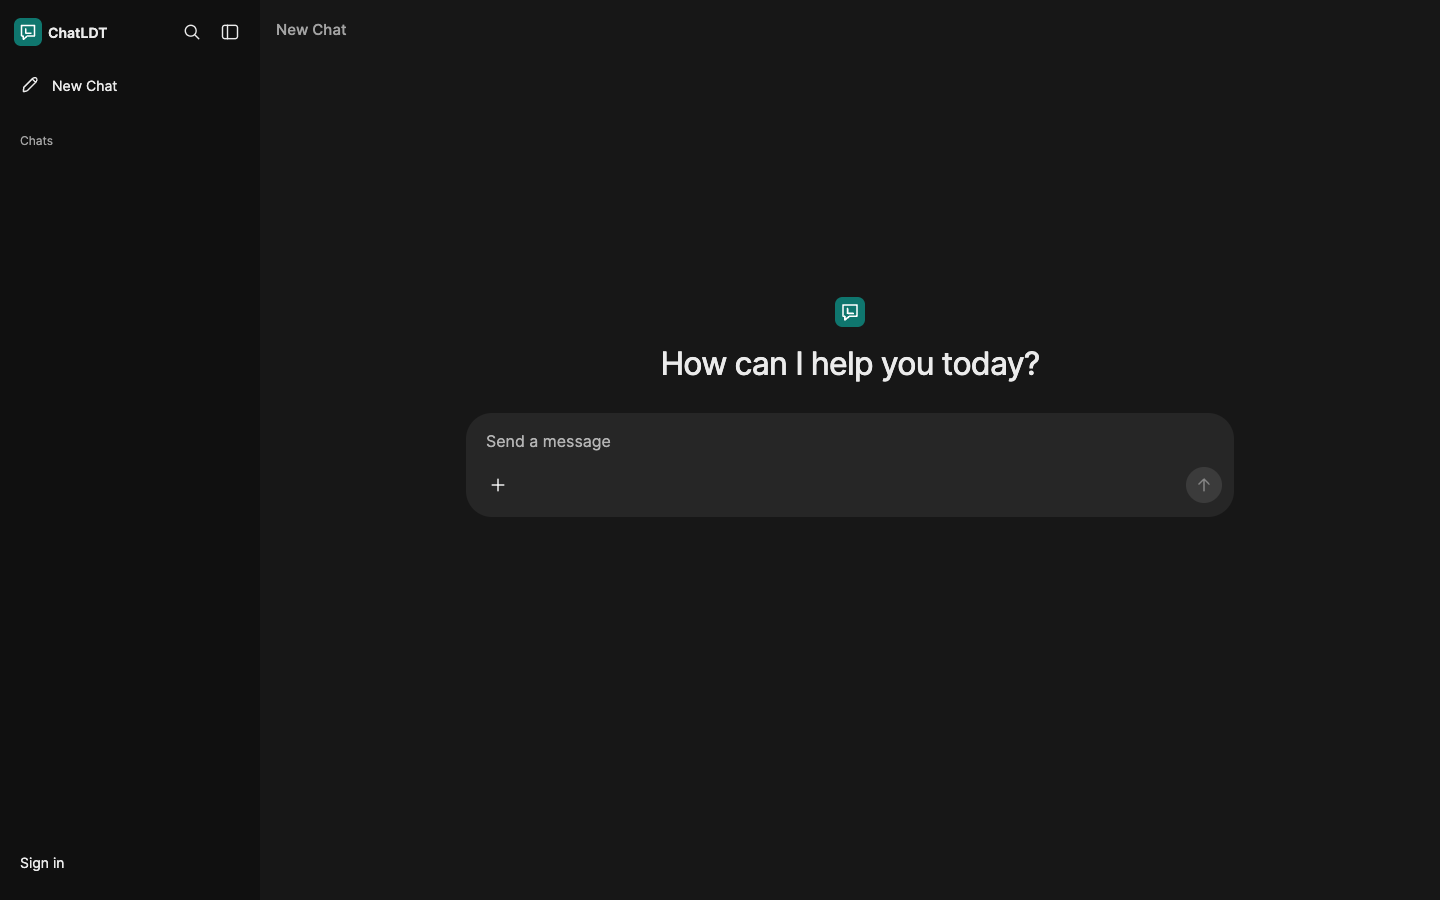 ChatLDT
New Chat
Chats
Sign in
New Chat
How can I help you today?
Send a message